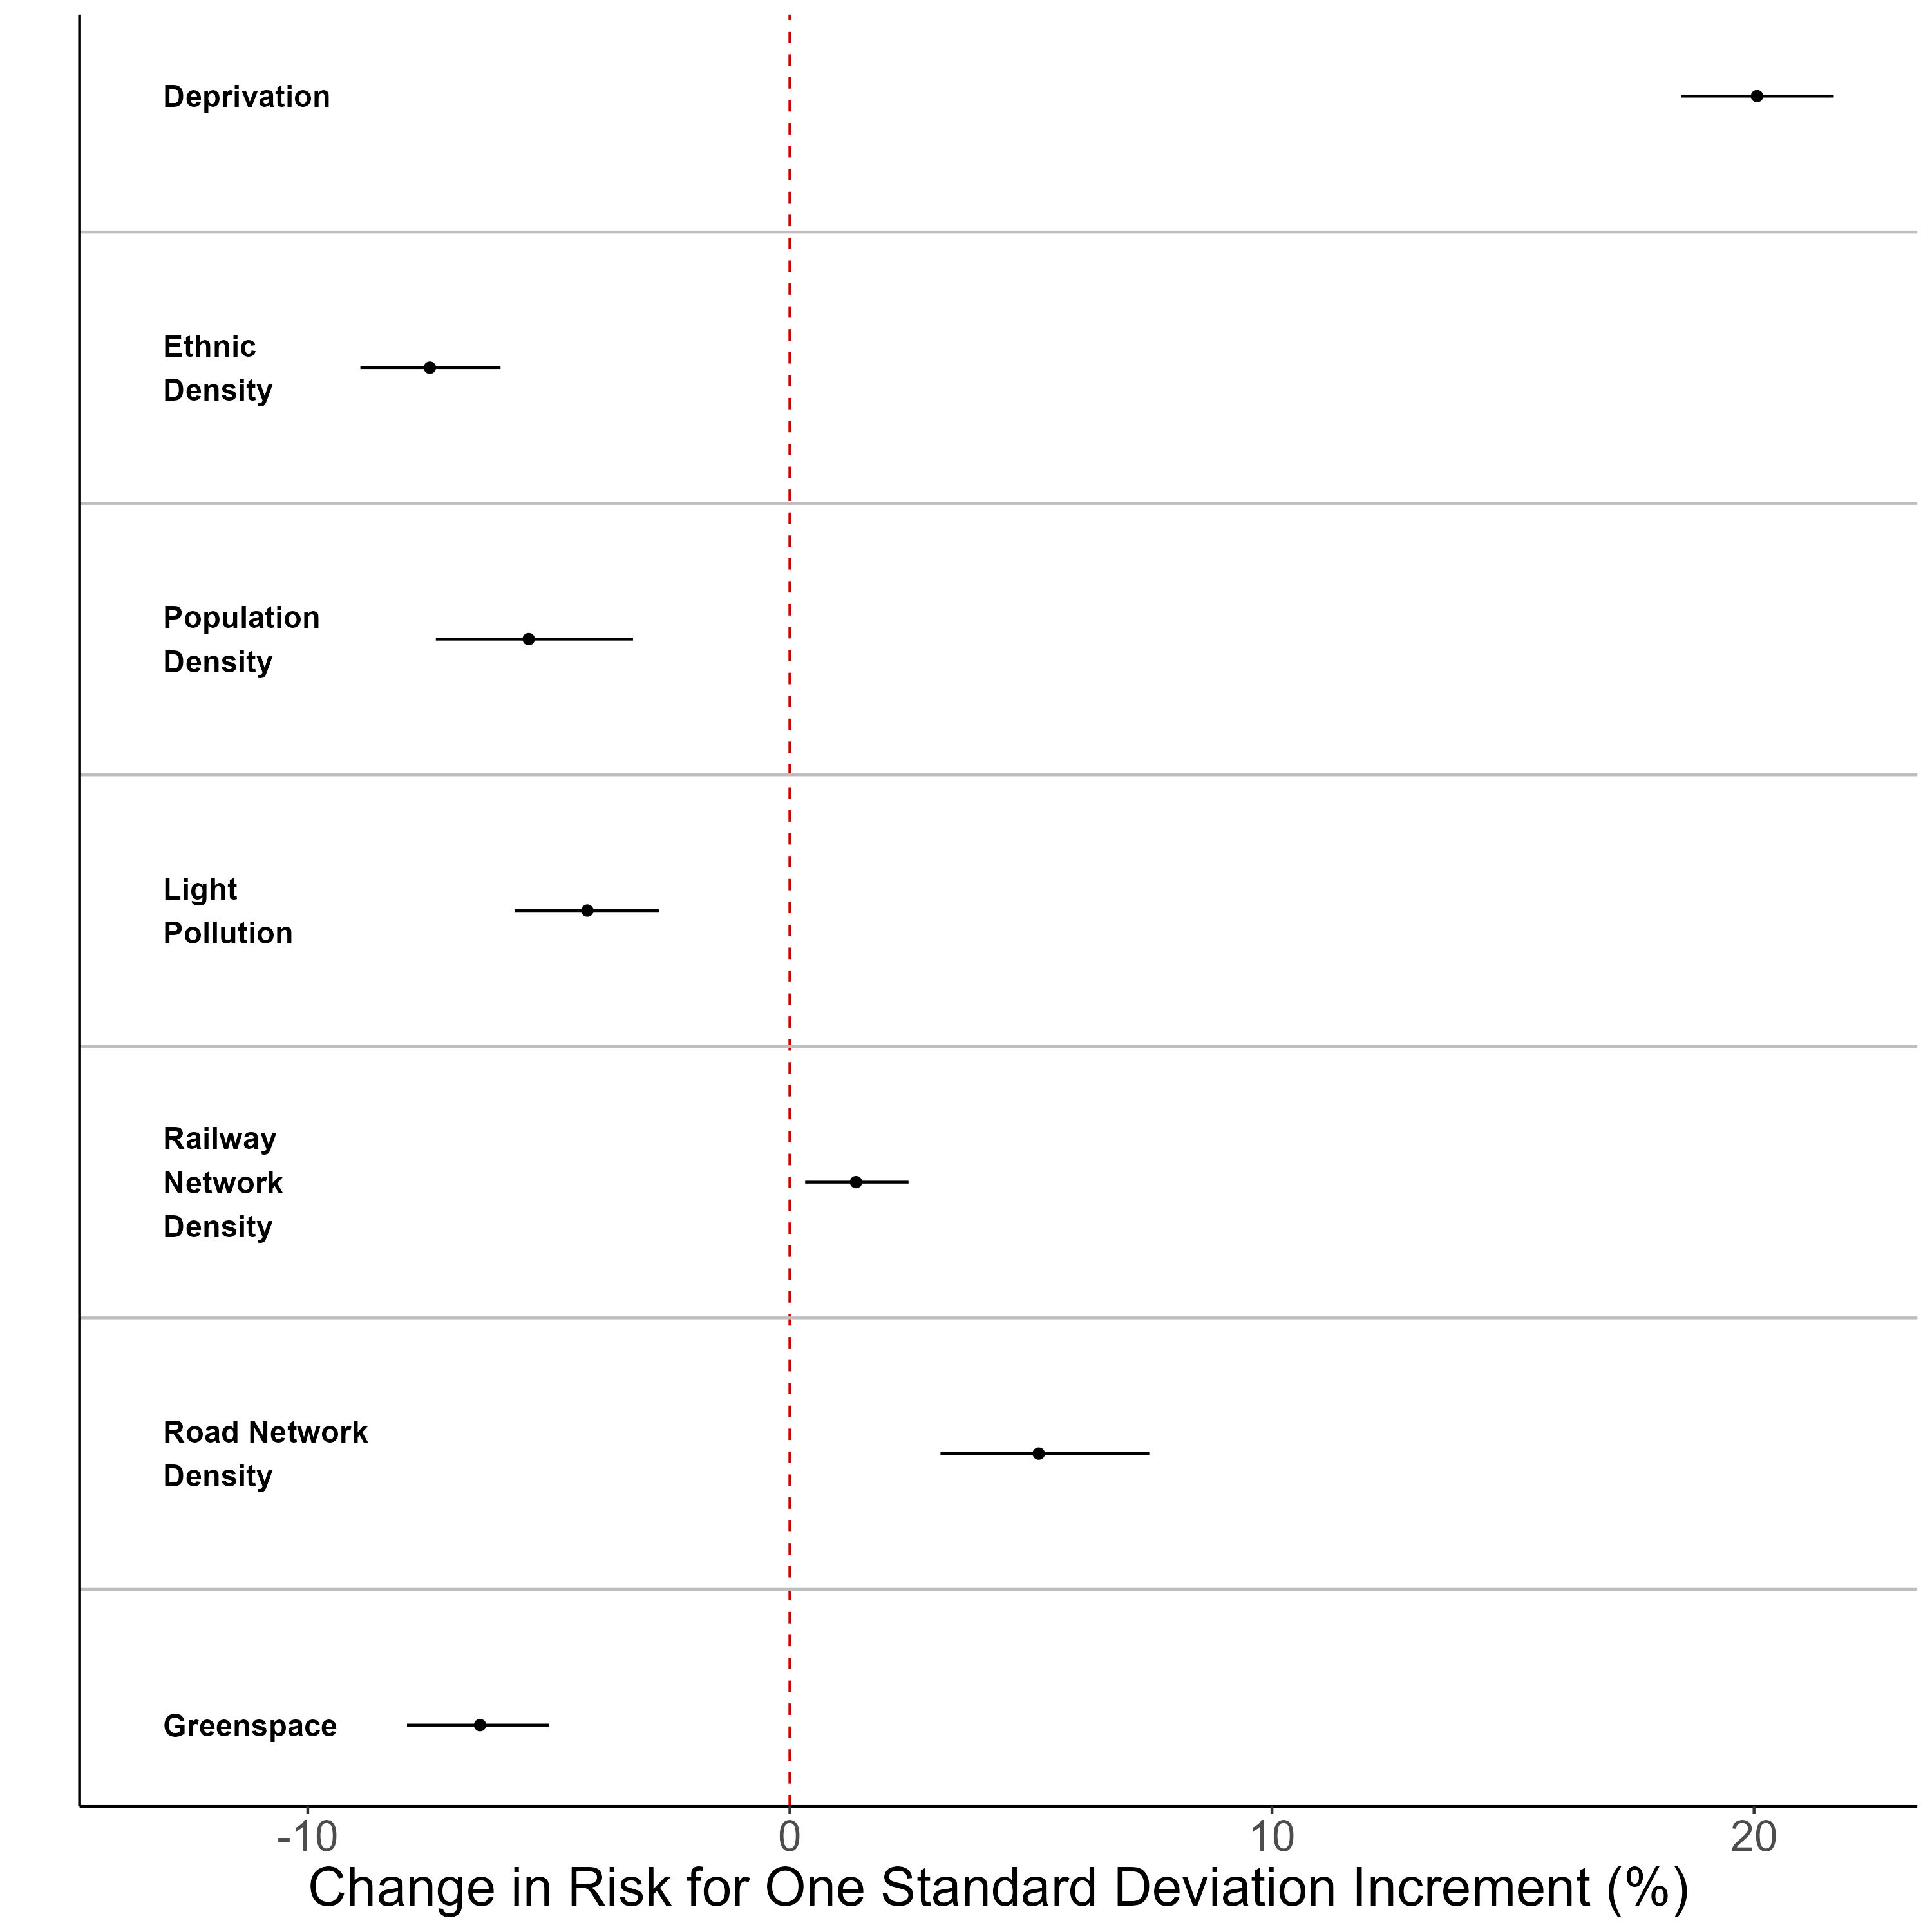 Deprivation
Ethnic
Density
Population
Density
Light
Pollution
Railway
Network
Density
Road Network
Density
Greenspace
-10 0 10 20
Change in Risk for One Standard Deviation Increment (%)